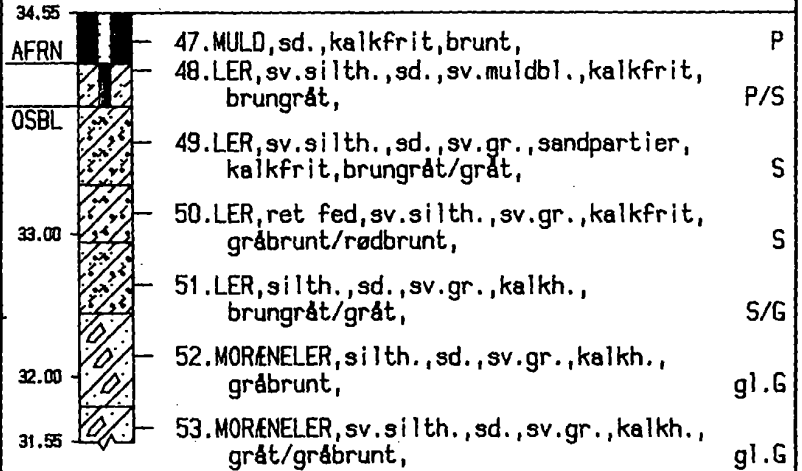 34.55
47.MULD,sd.,kalkfrit,brunt, P
AFRN
48.LER,sv.silth.,sd.,sv.muldbl.,kalkfrit,
brungråt, P/S
OSBL
49.LER,sv.silth.,sd.,sv.gr.,sandpartier,
kalkfrit,brungråt/gråt, S
50.LER,ret fed,sv.silth.,sv.gr.,kalkfrit,
33.00
gråbrunt/rødbrunt, S
51.LER,silth.,sd.,sv.gr.,kalkh.,
brungråt/gråt, S/G
52.MORÆNELER,silth.,sd.,sv.gr.,kalkh.,
32.00
gråbrunt, gl.G
53.MORÆNELER,sv.silth.,sd.,sv.gr.,kalkh.,
31.55
gråt/gråbrunt, gl.G